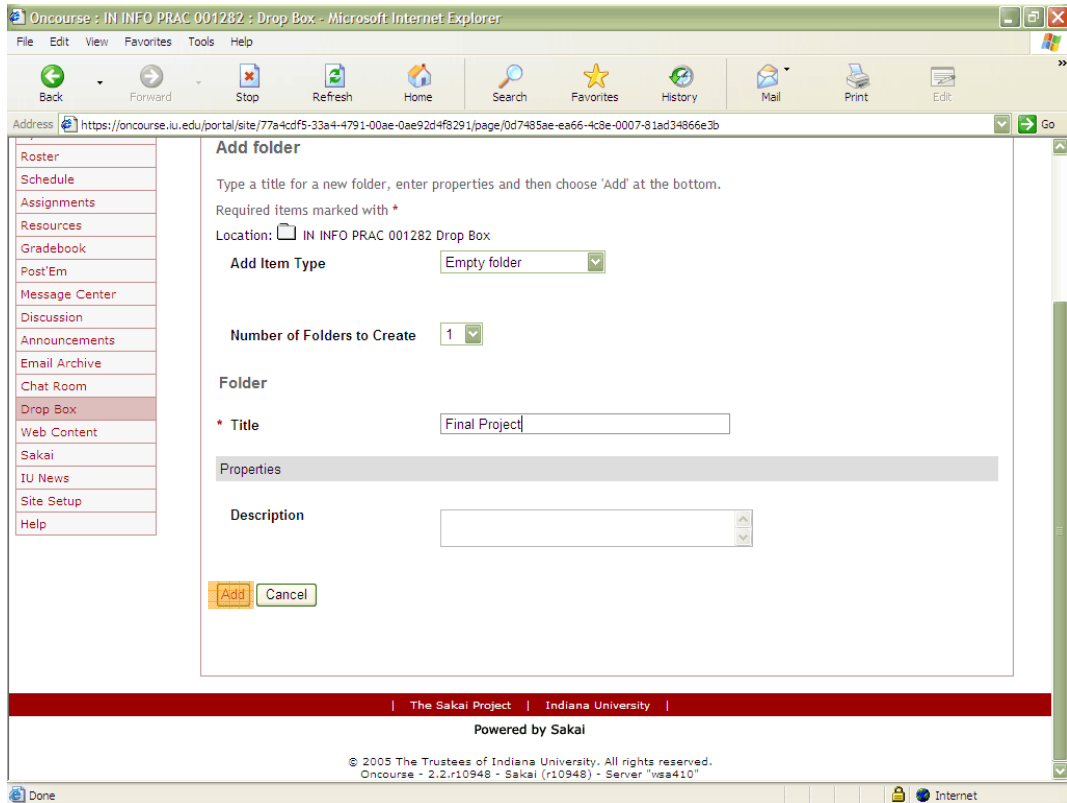 Oncourse : IN INFO PRAC 001282 : Drop Box - Microsoft Internet Explorer
File Edit View Favorites Tools Help
Back Forward Stop Refresh Home Search Favorites History Mail Print Edit
Address https://oncourse.iu.edu/portal/site/77a4cdf5-33a4-4791-00ae-0ae92d4f8291/page/0d7485ae-ea66-4c8e-0007-81ad34866e3b Go
Roster
Schedule
Assignments
Resources
Gradebook
Post'Em
Message Center
Discussion
Announcements
Email Archive
Chat Room
Drop Box
Web Content
Sakai
IU News
Site Setup
Help
Add folder
Type a title for a new folder, enter properties and then choose 'Add' at the bottom.
Required items marked with *
Location: IN INFO PRAC 001282 Drop Box
Add Item Type Empty folder
Number of Folders to Create 1
Folder
* Title Final Project
Properties
Description
Add Cancel
| The Sakai Project | Indiana University |
Powered by Sakai
© 2005 The Trustees of Indiana University. All rights reserved.
Oncourse - 2.2.r10948 - Sakai (r10948) - Server "wsa410"
Done Internet